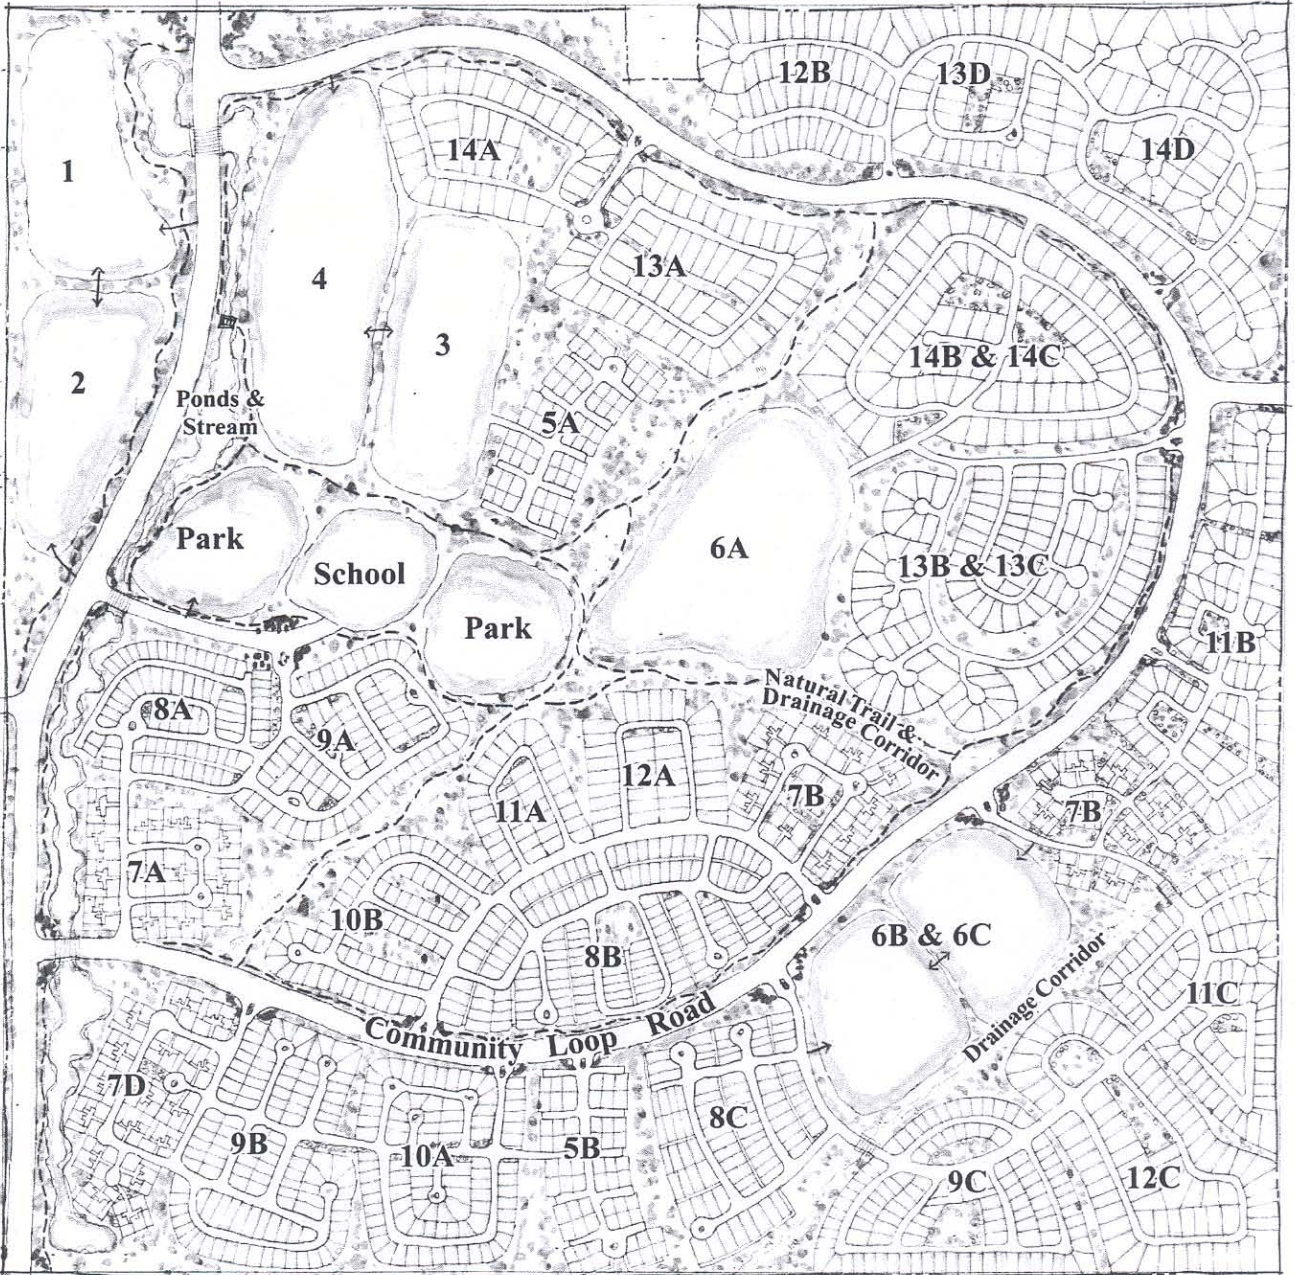 12B
13D
14D
14A
1
13A
4
3
2
14B & 14C
Ponds &
Stream
5A
Park
6A
School
13B & 13C
Park
11B
Natural Trail &
Drainage Corridor
8A
9A
12A
7B
11A
7B
7A
10B
8B
6B & 6C
Drainage Corridor
11C
Community Loop Road
7D
8C
9B
10A
5B
9C
12C